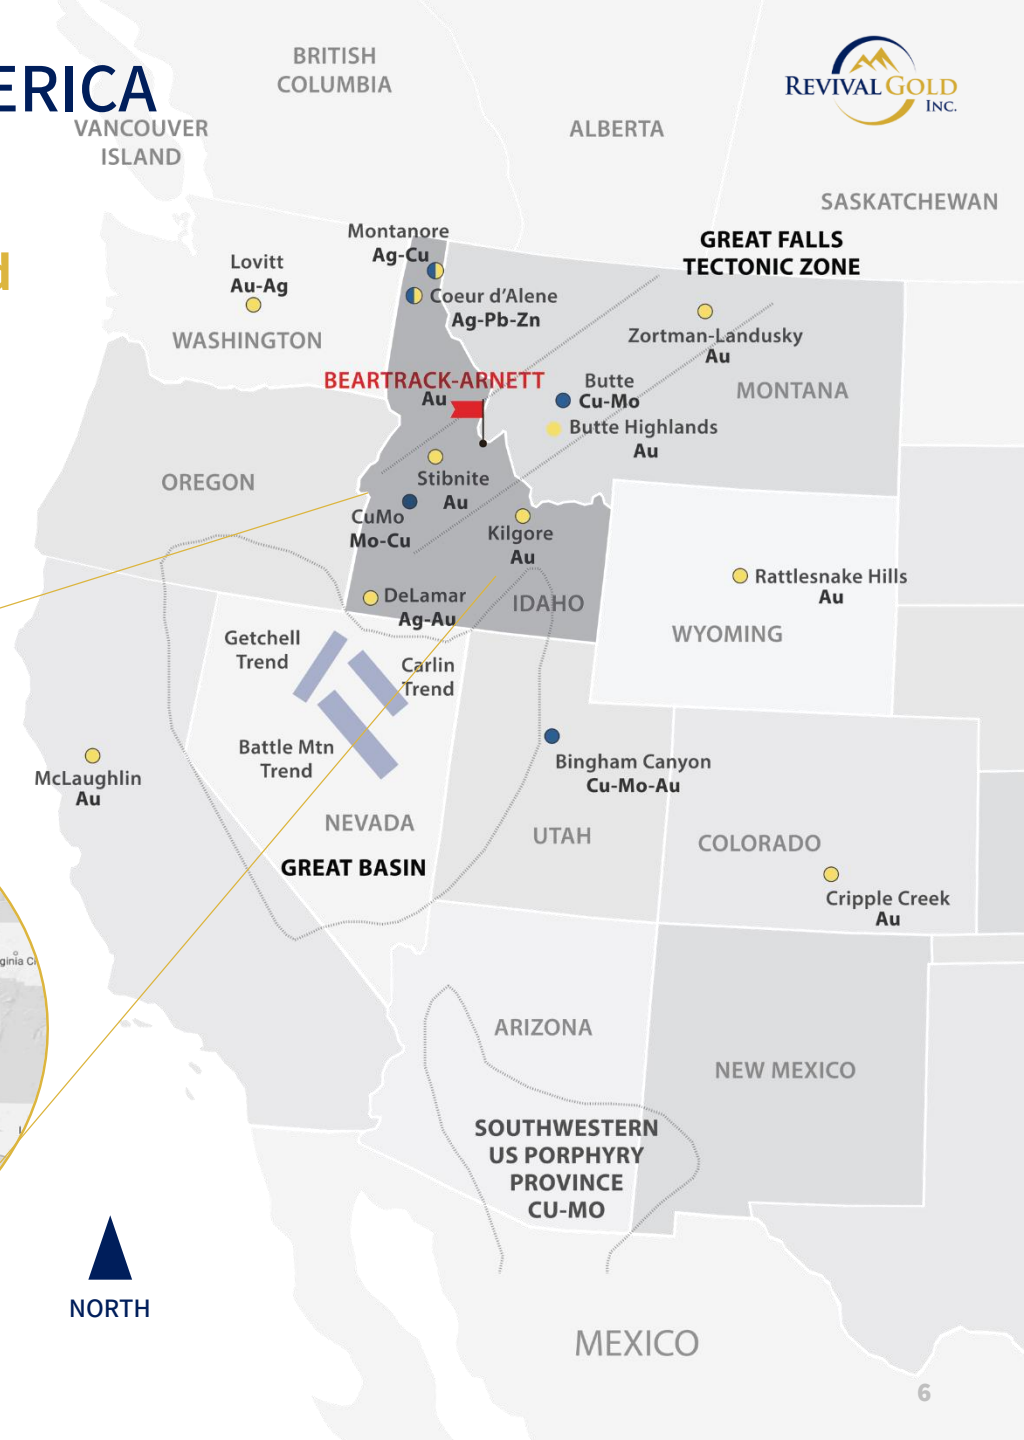 ERICA
REVIVAL GOLD
INC.
BRITISH
COLUMBIA
VANCOUVER
ISLAND
ALBERTA
SASKATCHEWAN
GREAT FALLS
TECTONIC ZONE
d
Montanore
Ag-Cu
Lovitt
Au-Ag
Coeur d'Alene
Ag-Pb-Zn
WASHINGTON
Zortman-Landusky
Au
BEARTRACK-ARNETT
Au
Butte
Cu-Mo
MONTANA
Butte Highlands
Au
OREGON
Stibnite
Au
CuMo
Mo-Cu
Kilgore
Au
Rattlesnake Hills
Au
DeLamar
Ag-Au
IDAHO
WYOMING
Getchell
Trend
Carlin
Trend
Battle Mtn
Trend
McLaughlin
Au
Bingham Canyon
Cu-Mo-Au
NEVADA
UTAH
COLORADO
GREAT BASIN
Cripple Creek
Au
ginia Ci
ARIZONA
NEW MEXICO
SOUTHWESTERN
US PORPHYRY
PROVINCE
CU-MO
NORTH
MEXICO
6